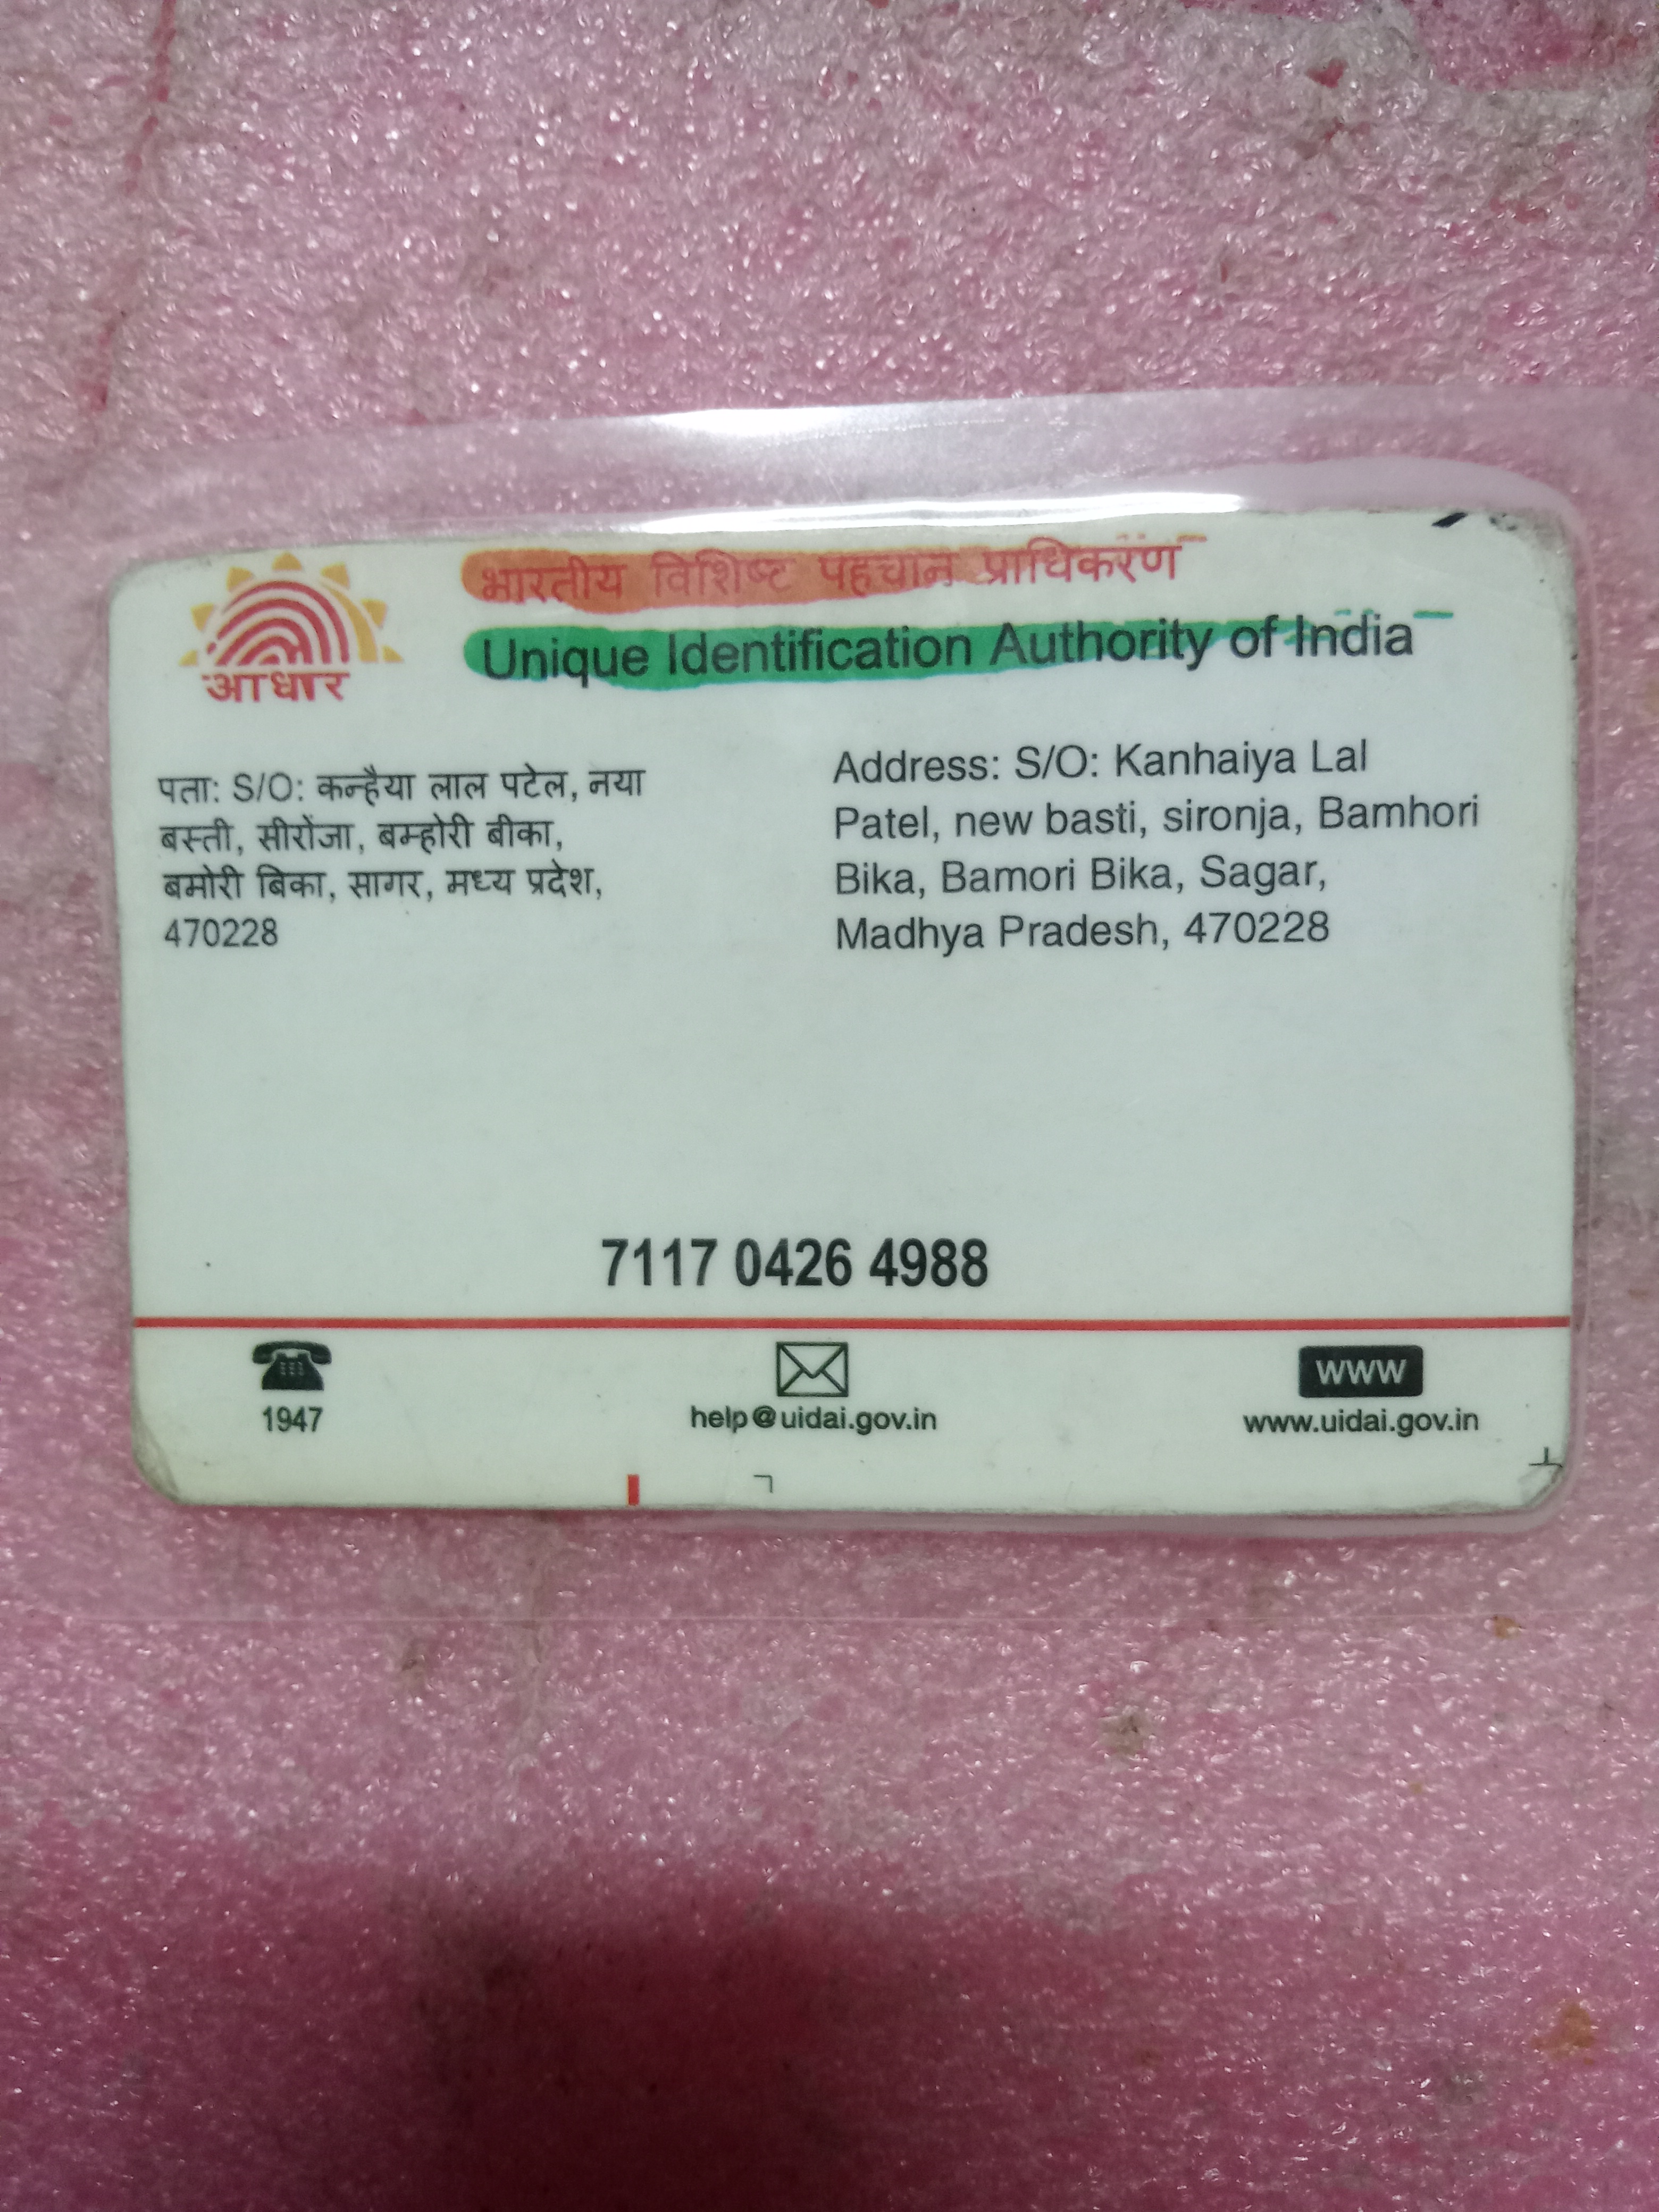 भारतीय विशिष्ट पहचान प्राधिकरण
Unique Identification Authority of India
आधार
पता: S/O: कन्हैया लाल पटेल, नया
बस्ती, सीरोंजा, बम्होरी बीका,
बमोरी बिका, सागर, मध्य प्रदेश,
470228
Address: S/O: Kanhaiya Lal
Patel, new basti, sironja, Bamhori
Bika, Bamori Bika, Sagar,
Madhya Pradesh, 470228
7117 0426 4988
WWW
1947
help@uidai.gov.in
www.uidai.gov.in